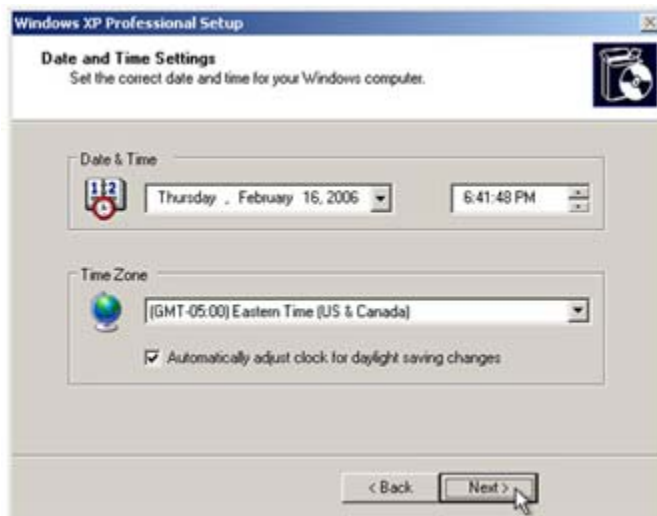 Windows XP Professional Setup
Date and Time Settings
Set the correct date and time for your Windows computer.
Date & Time
12
Thursday , February 16, 2006
6:41:48 PM
Time Zone
(GMT-05:00) Eastern Time (US & Canada)
Automatically adjust clock for daylight saving changes
< Back
Next >